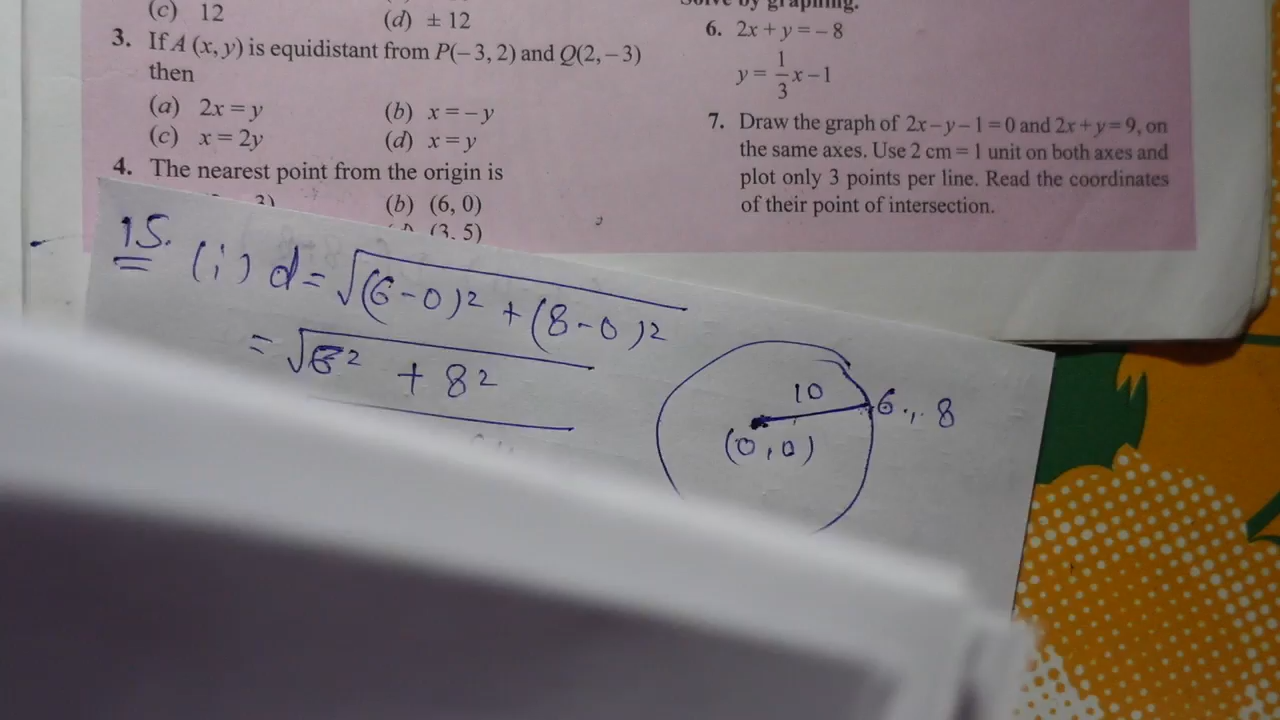 (c) 12
(d) ± 12
3. If A (x, y) is equidistant from P(– 3, 2) and Q(2, – 3)
then
(a) 2x = y
(b) x = – y
(c) x = 2y
(d) x = y
4. The nearest point from the origin is
(b) (6, 0)
(3, 5)
Solve by graphing.
6. 2x + y = – 8
y = 1/3 x – 1
7. Draw the graph of 2x – y – 1 = 0 and 2x + y = 9, on
the same axes. Use 2 cm = 1 unit on both axes and
plot only 3 points per line. Read the coordinates
of their point of intersection.
15. (i) d = √(6-0)² + (8-0)²
= √6² + 8²
10
6., 8
(0,0)